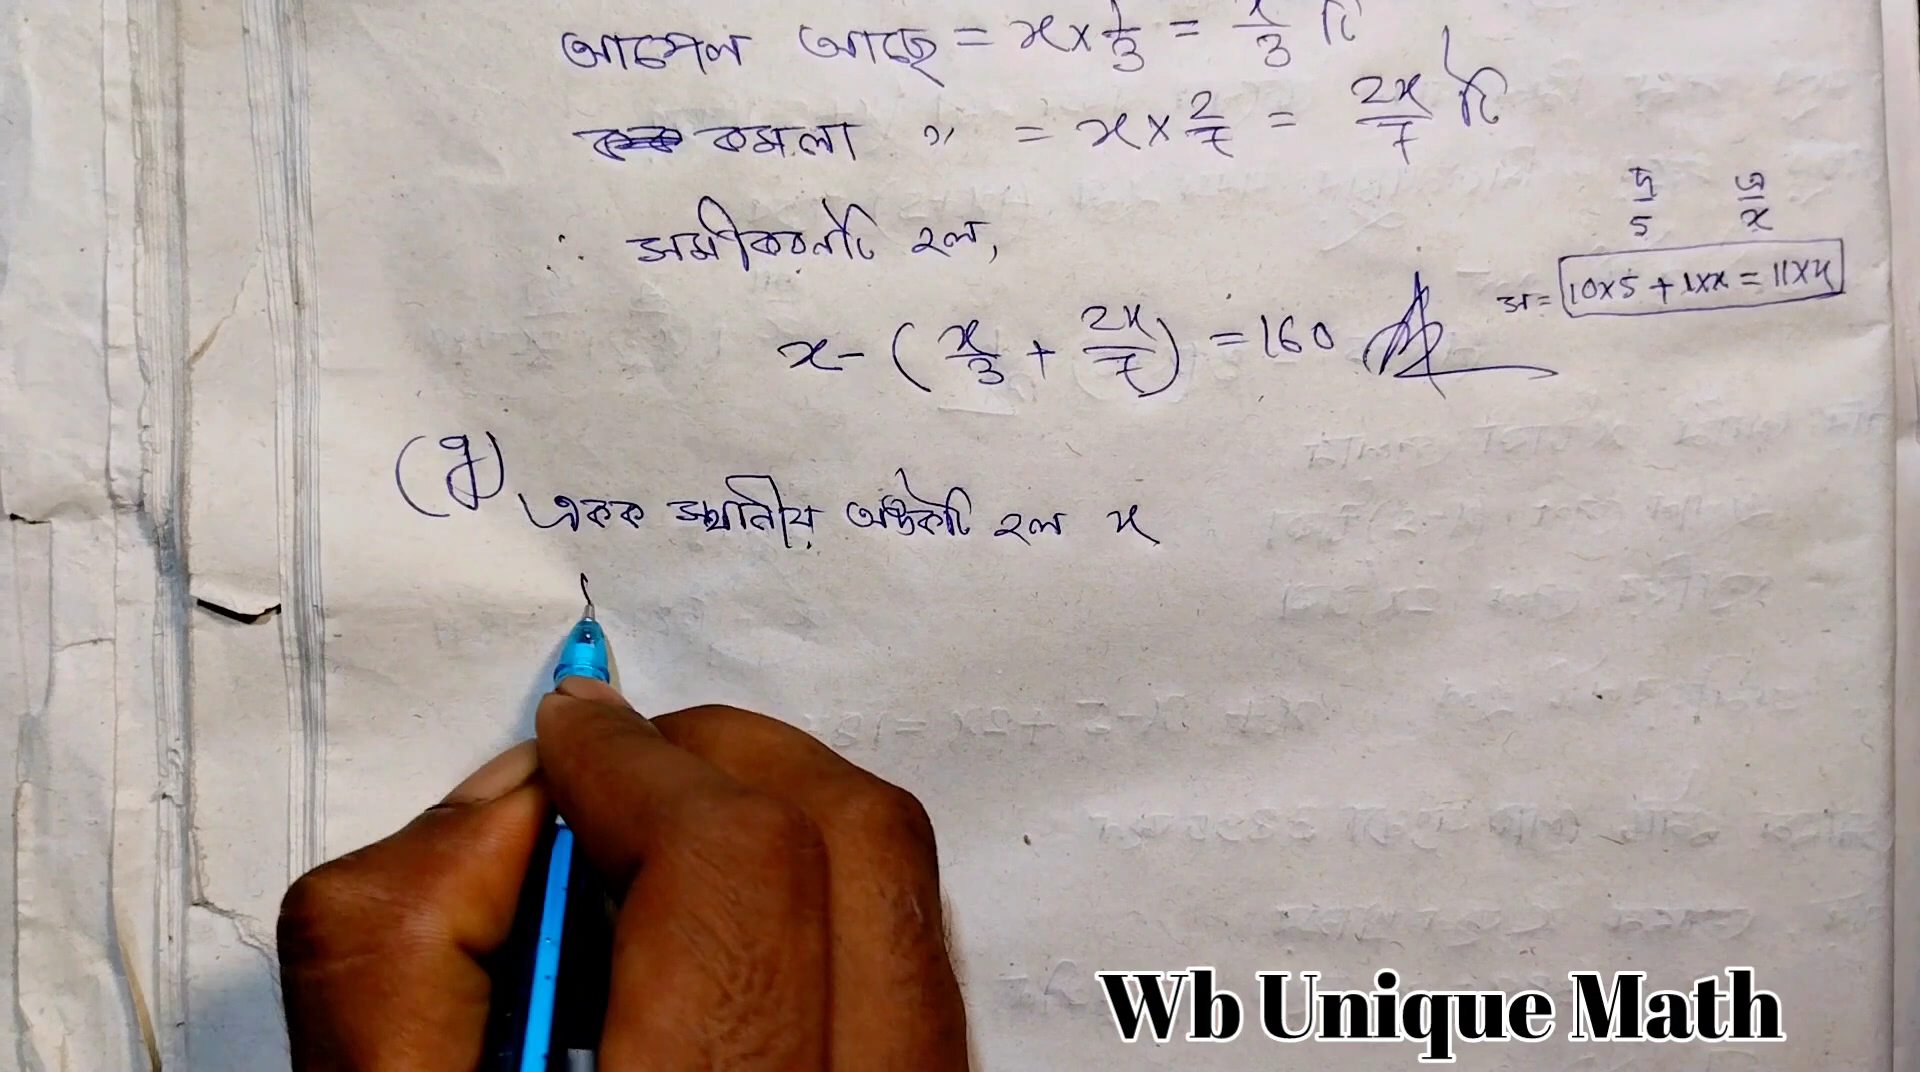 আপেল আছে = x × 1/3 = x/3 টি
কমলা " = x × 2/7 = 2x/7 টি
∴ সমীকরণটি হল,
দ/5 এ/x
স = 10×5 + 1×x = 11×x
x - (x/3 + 2x/7) = 160
(g)
একক স্থানীয় অঙ্কটি হল x
Wb Unique Math